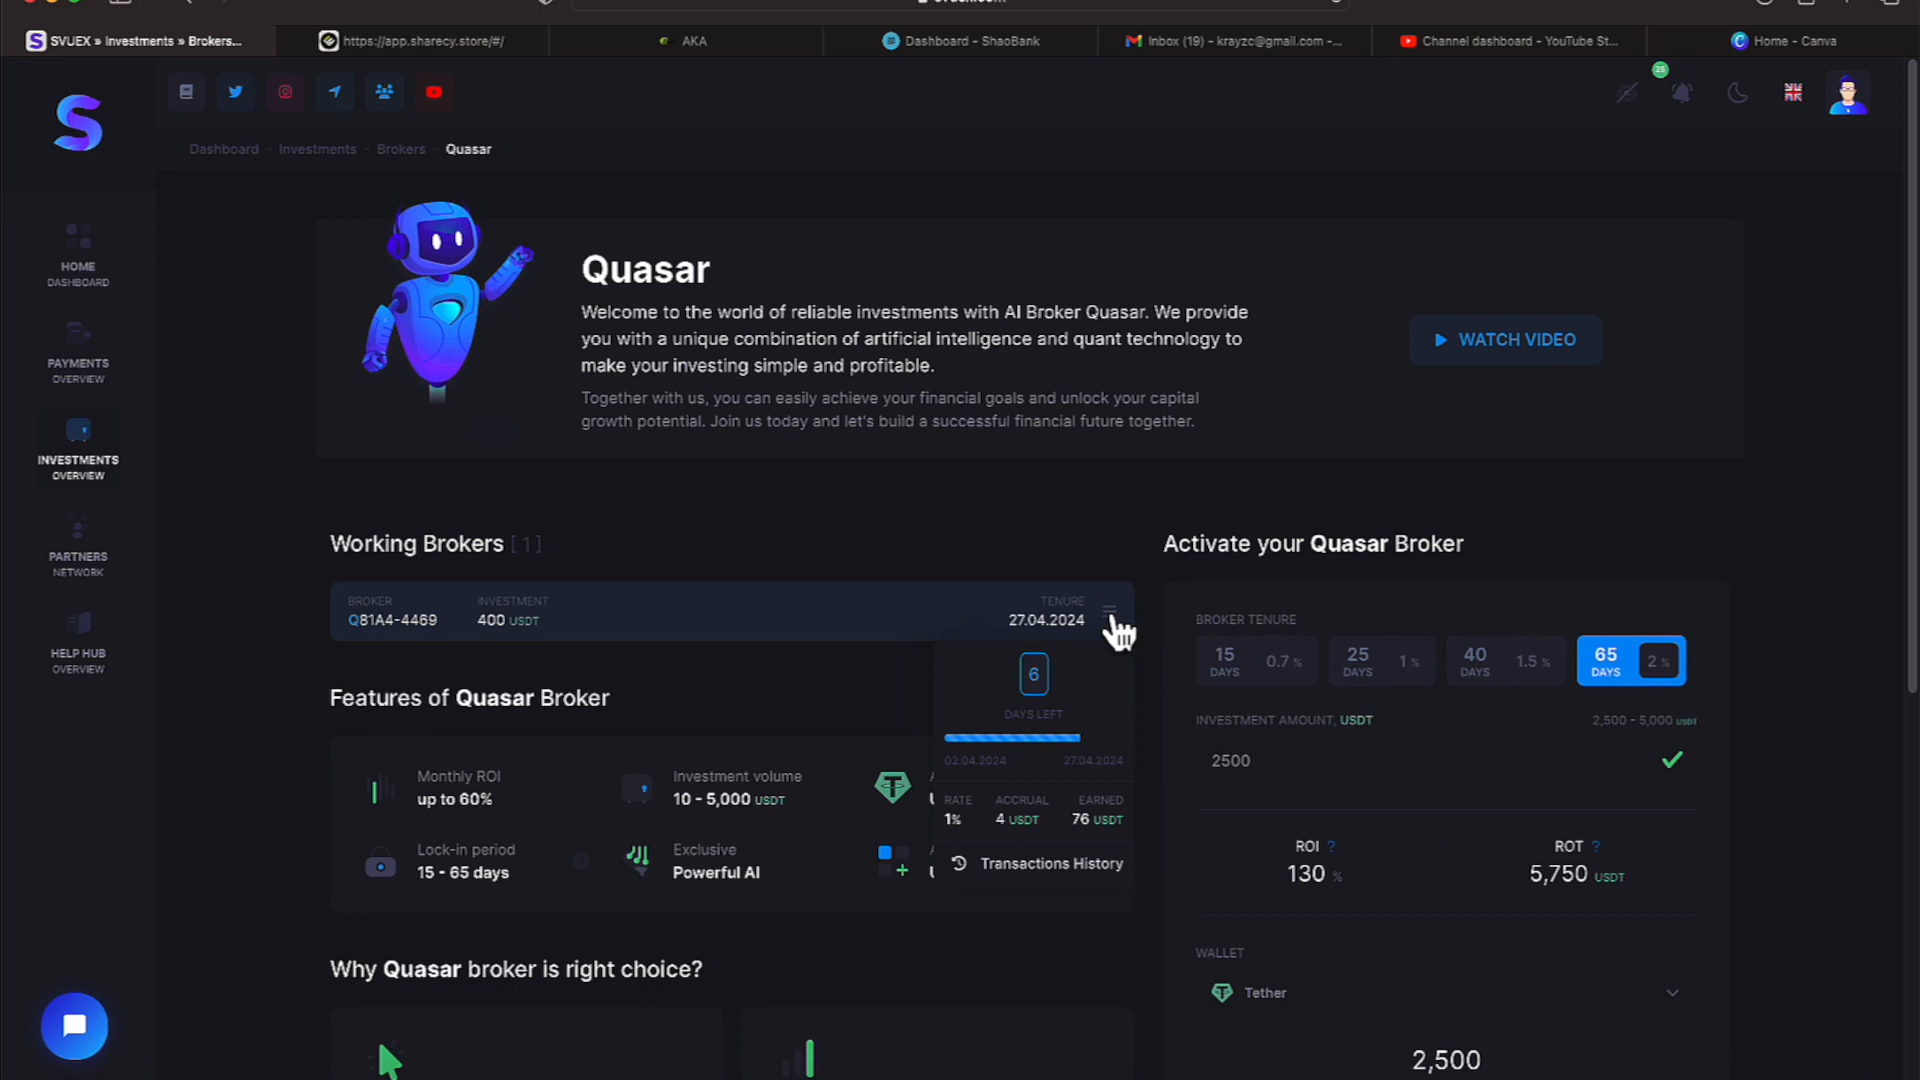 SVUEX » Investments » Brokers...
https://app.sharecy.store/#/
AKA
Dashboard - ShaoBank
Inbox (19) - krayzc@gmail.com -...
Channel dashboard - YouTube St...
Home - Canva
25
Dashboard - Investments - Brokers - Quasar
HOME
DASHBOARD
PAYMENTS
OVERVIEW
INVESTMENTS
OVERVIEW
PARTNERS
NETWORK
HELP HUB
OVERVIEW
Quasar
Welcome to the world of reliable investments with AI Broker Quasar. We provide
you with a unique combination of artificial intelligence and quant technology to
make your investing simple and profitable.
Together with us, you can easily achieve your financial goals and unlock your capital
growth potential. Join us today and let's build a successful financial future together.
WATCH VIDEO
Working Brokers [ 1 ]
BROKER
Q81A4-4469
INVESTMENT
400 USDT
TENURE
27.04.2024
6
DAYS LEFT
02.04.2024 27.04.2024
RATE ACCRUAL EARNED
1% 4 USDT 76 USDT
Transactions History
Features of Quasar Broker
Monthly ROI
up to 60%
Investment volume
10 - 5,000 USDT
Lock-in period
15 - 65 days
Exclusive
Powerful AI
Why Quasar broker is right choice?
Activate your Quasar Broker
BROKER TENURE
15 DAYS 0.7 %
25 DAYS 1 %
40 DAYS 1.5 %
65 DAYS 2 %
INVESTMENT AMOUNT, USDT 2,500 - 5,000 USDT
2500
ROI ?
130 %
ROT ?
5,750 USDT
WALLET
Tether
2,500